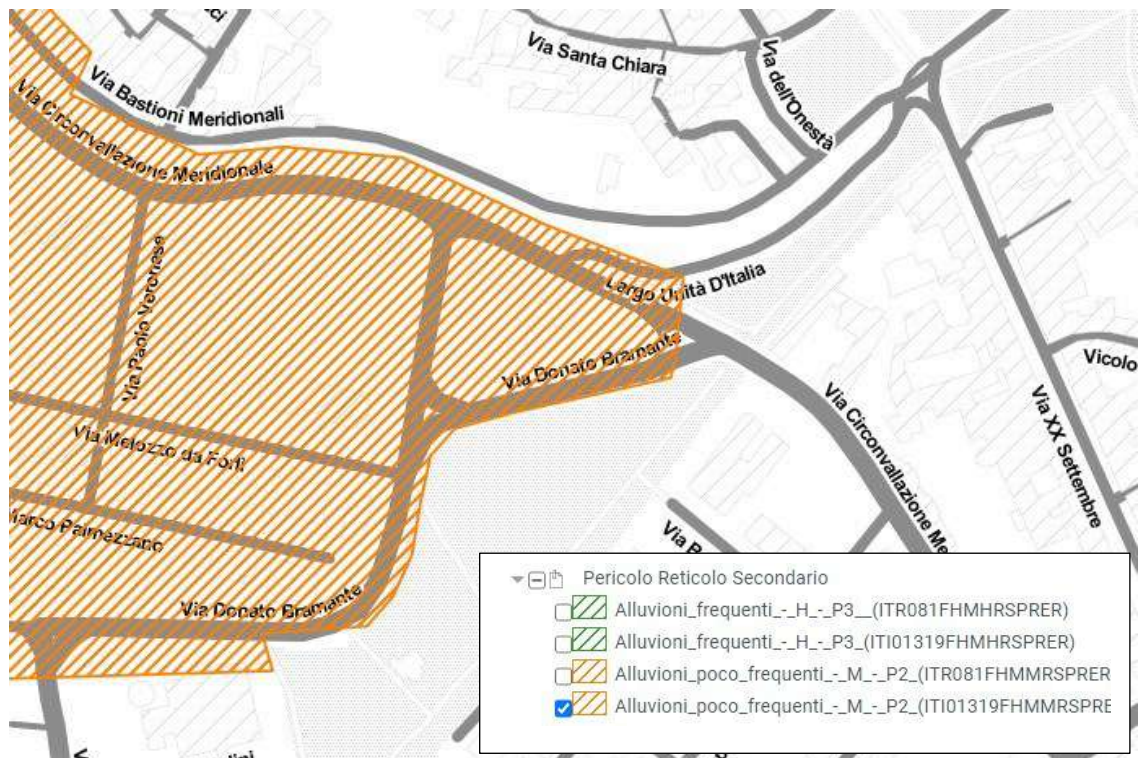 ci
Via Santa Chiara
Via dell'Onestà
Via Bastioni Meridionali
Via Circonvallazione Meridionale
Via Paolo Veronese
Largo Unità D'Italia
Via Donato Bramante
Vicolo
Via Circonvallazione Me
Via XX Settembre
Via Melozzo da Forlì
Marco Palmezzano
Via P
Via Donato Bramante
Pericolo Reticolo Secondario
Alluvioni_frequenti_-_H_-_P3__(ITR081FHMHRSPRER)
Alluvioni_frequenti_-_H_-_P3_(ITI01319FHMHRSPRER)
Alluvioni_poco_frequenti_-_M_-_P2_(ITR081FHMMRSPRER
Alluvioni_poco_frequenti_-_M_-_P2_(ITI01319FHMMRSPRE